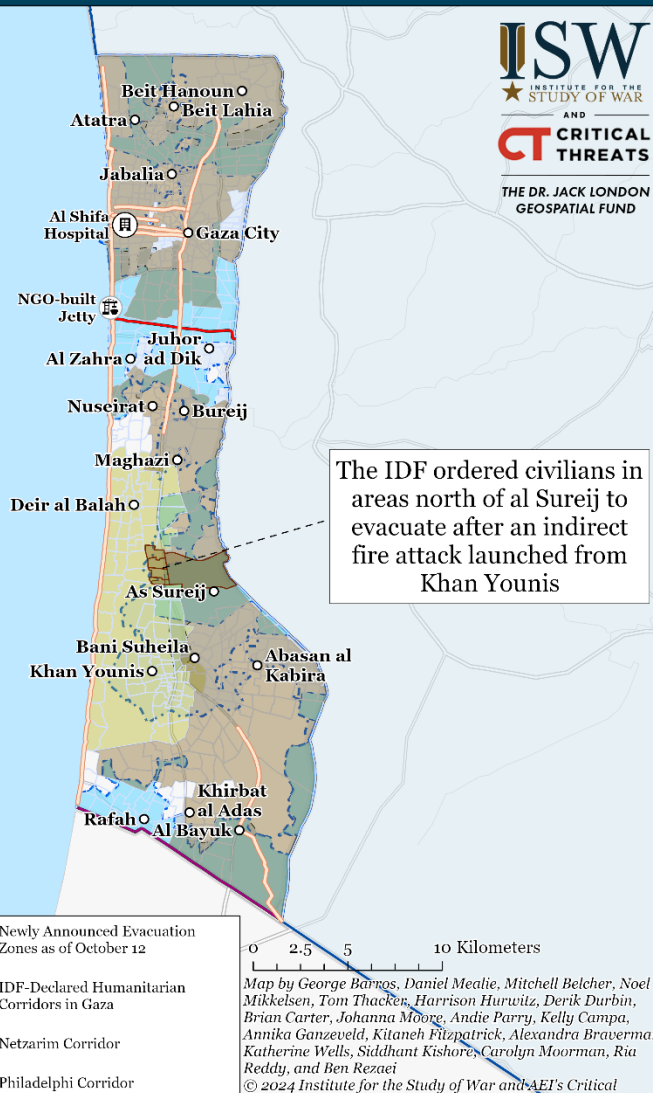 ISW
INSTITUTE FOR THE
STUDY OF WAR
AND
CT CRITICAL
THREATS
THE DR. JACK LONDON
GEOSPATIAL FUND
Beit Hanoun
Beit Lahia
Atatra
Jabalia
Al Shifa
Hospital
Gaza City
NGO-built
Jetty
Juhor
ad Dik
Al Zahra
Nuseirat
Bureij
Maghazi
Deir al Balah
The IDF ordered civilians in
areas north of al Sureij to
evacuate after an indirect
fire attack launched from
Khan Younis
As Sureij
Bani Suheila
Khan Younis
Abasan al
Kabira
Khirbat
al Adas
Rafah
Al Bayuk
Newly Announced Evacuation
Zones as of October 12
IDF-Declared Humanitarian
Corridors in Gaza
Netzarim Corridor
Philadelphi Corridor
0 2.5 5 10 Kilometers
Map by George Barros, Daniel Mealie, Mitchell Belcher, Noel
Mikkelsen, Tom Thacker, Harrison Hurwitz, Derik Durbin,
Brian Carter, Johanna Moore, Andie Parry, Kelly Campa,
Annika Ganzeveld, Kitaneh Fitzpatrick, Alexandra Braverma
Katherine Wells, Siddhant Kishore, Carolyn Moorman, Ria
Reddy, and Ben Rezaei
© 2024 Institute for the Study of War and AEI's Critical